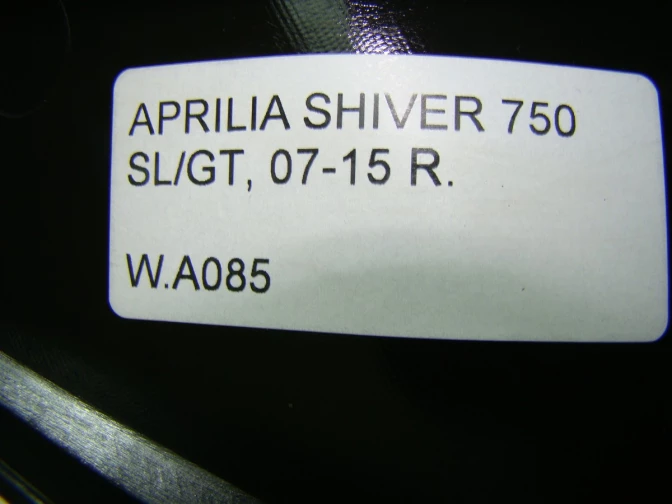 APRILIA SHIVER 750
SL/GT, 07-15 R.
W.A085